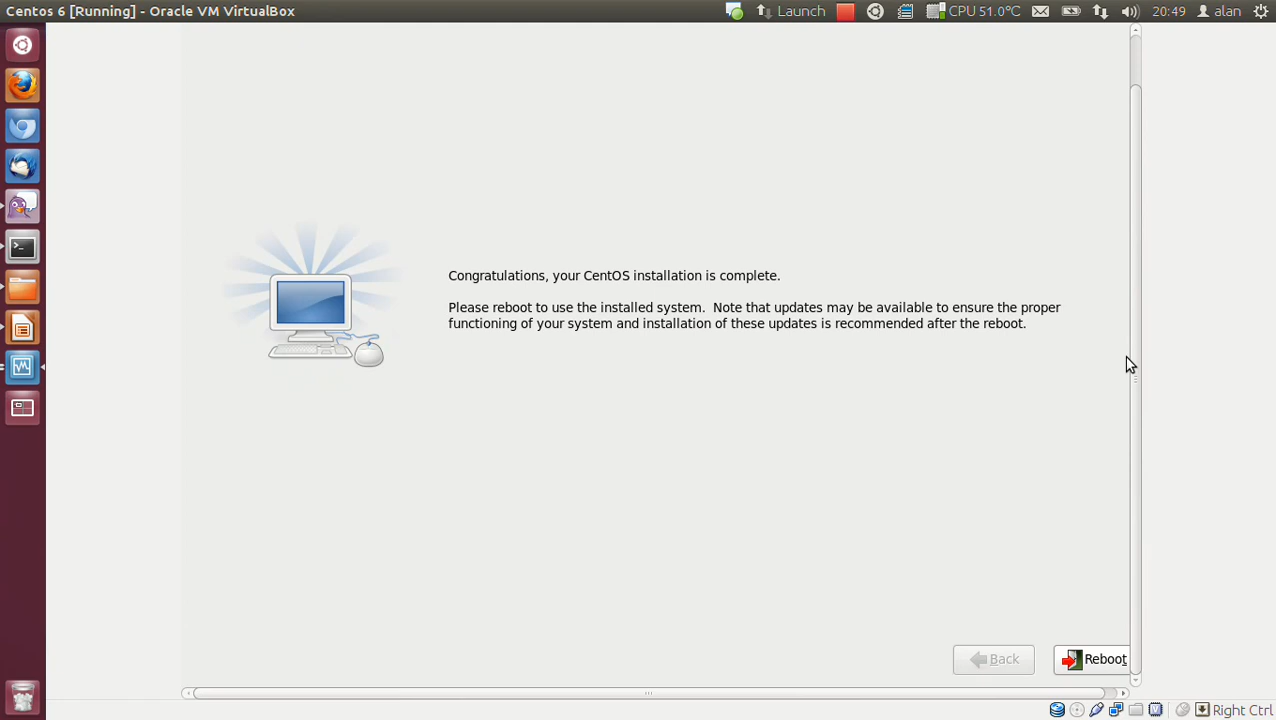 Centos 6 [Running] - Oracle VM VirtualBox
Launch
CPU 51.0°C
20:49
alan
Congratulations, your CentOS installation is complete.
Please reboot to use the installed system.  Note that updates may be available to ensure the proper
functioning of your system and installation of these updates is recommended after the reboot.
Back
Reboot
Right Ctrl